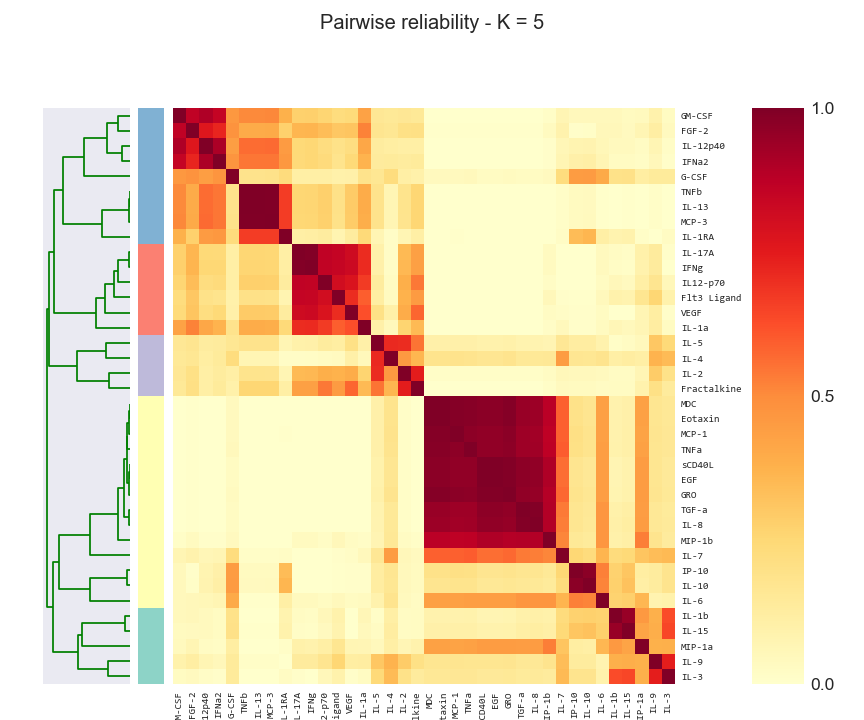 Pairwise reliability - K = 5
GM-CSF
FGF-2
IL-12p40
IFNa2
G-CSF
TNFb
IL-13
MCP-3
IL-1RA
IL-17A
IFNg
IL12-p70
Flt3 Ligand
VEGF
IL-1a
IL-5
IL-4
IL-2
Fractalkine
MDC
Eotaxin
MCP-1
TNFa
sCD40L
EGF
GRO
TGF-a
IL-8
MIP-1b
IL-7
IP-10
IL-10
IL-6
IL-1b
IL-15
MIP-1a
IL-9
IL-3
1.0
0.5
0.0
M-CSF
FGF-2
12p40
IFNa2
G-CSF
TNFb
IL-13
MCP-3
L-1RA
L-17A
IFNg
2-p70
igand
VEGF
IL-1a
IL-5
IL-4
IL-2
lkine
MDC
taxin
MCP-1
TNFa
CD40L
EGF
GRO
TGF-a
IL-8
IP-1b
IL-7
IP-10
IL-10
IL-6
IL-1b
IL-15
IP-1a
IL-9
IL-3